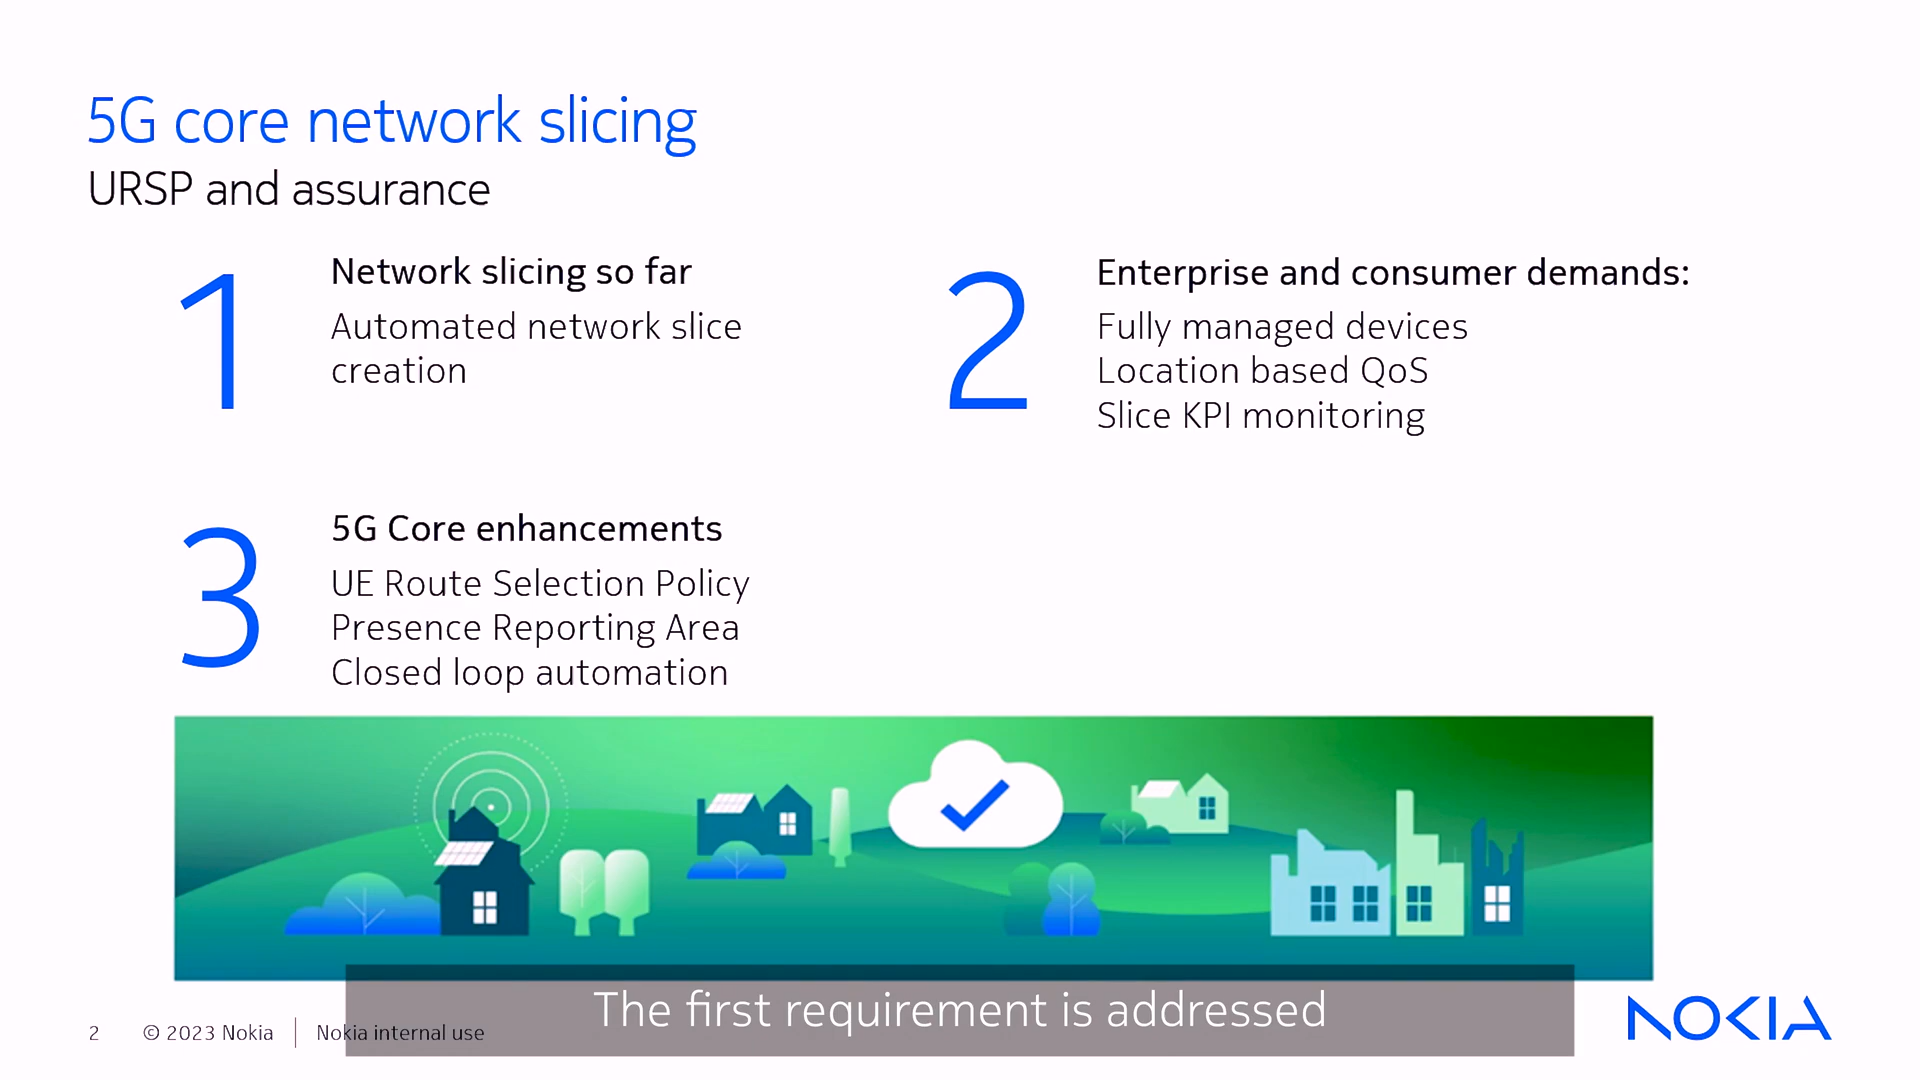 5G core network slicing
URSP and assurance
1
Network slicing so far
Automated network slice
creation
2
Enterprise and consumer demands:
Fully managed devices
Location based QoS
Slice KPI monitoring
3
5G Core enhancements
UE Route Selection Policy
Presence Reporting Area
Closed loop automation
The first requirement is addressed
2 © 2023 Nokia Nokia internal use
NOKIA